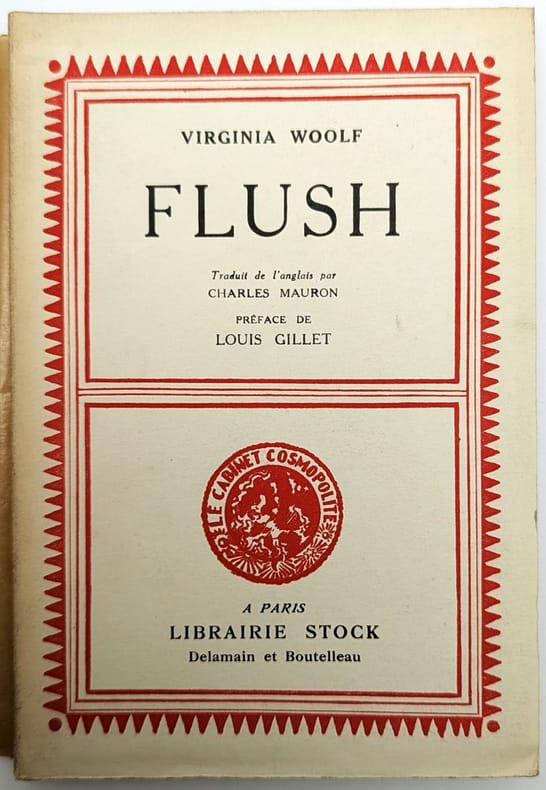 VIRGINIA WOOLF
FLUSH
Traduit de l'anglais par
CHARLES MAURON
PRÉFACE DE
LOUIS GILLET
LE CABINET COSMOPOLITE
A PARIS
LIBRAIRIE STOCK
Delamain et Boutelleau